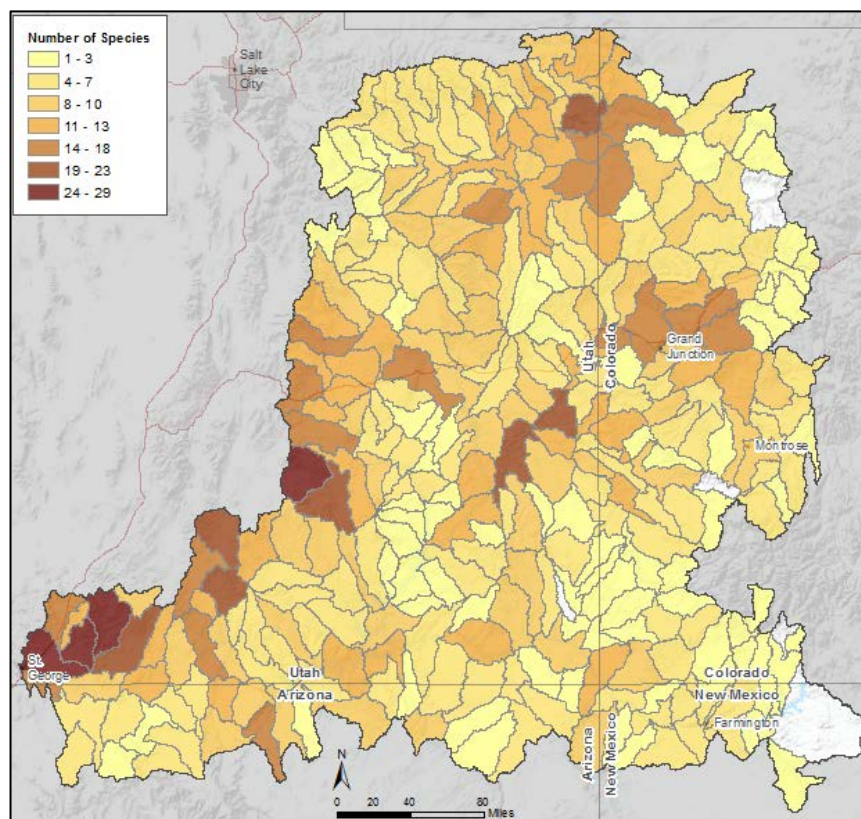 Number of Species
1 - 3
4 - 7
8 - 10
11 - 13
14 - 18
19 - 23
24 - 29
Salt
Lake
City
Utah
Colorado
Grand
Junction
Montrose
St.
George
Utah
Arizona
Colorado
New Mexico
Farmington
Arizona
New Mexico
N
0 20 40 80
Miles